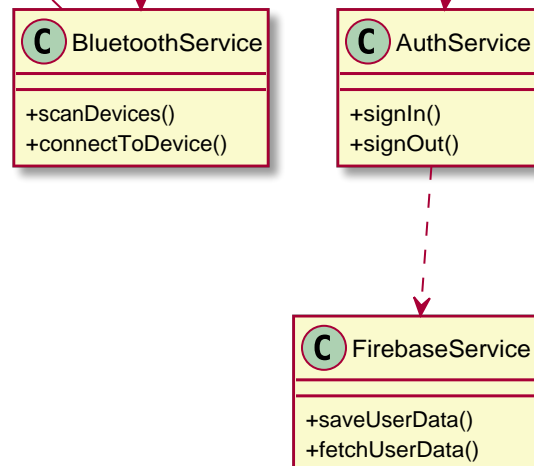 C BluetoothService
+scanDevices()
+connectToDevice()
C AuthService
+signIn()
+signOut()
C FirebaseService
+saveUserData()
+fetchUserData()